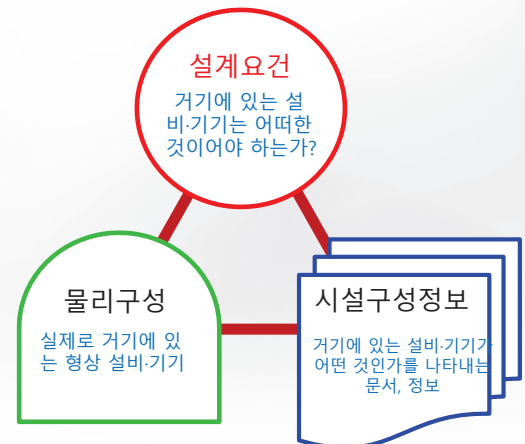 설계요건
거기에 있는 설
비·기기는 어떠한
것이어야 하는가?
물리구성
실제로 거기에 있
는 형상 설비·기기
시설구성정보
거기에 있는 설비·기기가
어떤 것인가를 나타내는
문서, 정보